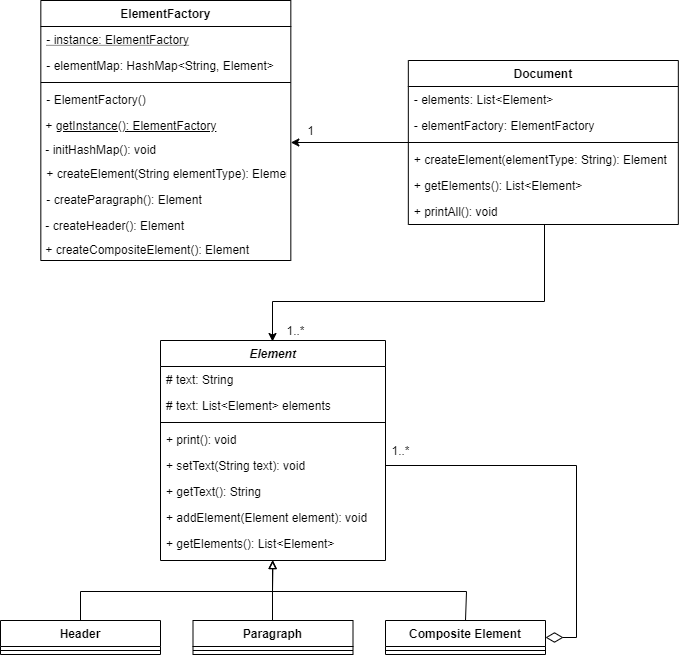 ElementFactory
- instance: ElementFactory
- elementMap: HashMap<String, Element>
- ElementFactory()
+ getInstance(): ElementFactory
- initHashMap(): void
+ createElement(String elementType): Eleme
- createParagraph(): Element
- createHeader(): Element
+ createCompositeElement(): Element
1
Document
- elements: List<Element>
- elementFactory: ElementFactory
+ createElement(elementType: String): Element
+ getElements(): List<Element>
+ printAll(): void
1..*
Element
# text: String
# text: List<Element> elements
+ print(): void
+ setText(String text): void
+ getText(): String
+ addElement(Element element): void
+ getElements(): List<Element>
1..*
Header
Paragraph
Composite Element